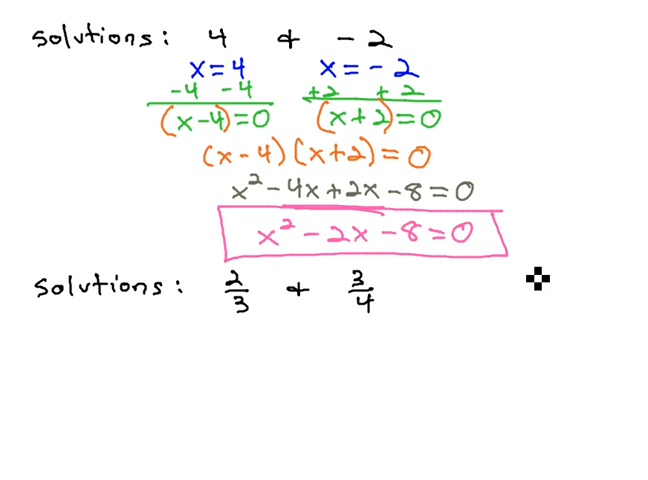 solutions: 4 & -2
x=4 x=-2
-4 -4 +2 +2
(x-4)=0 (x+2)=0
(x-4)(x+2)=0
x²-4x+2x-8=0
x²-2x-8=0
solutions: 2/3 & 3/4